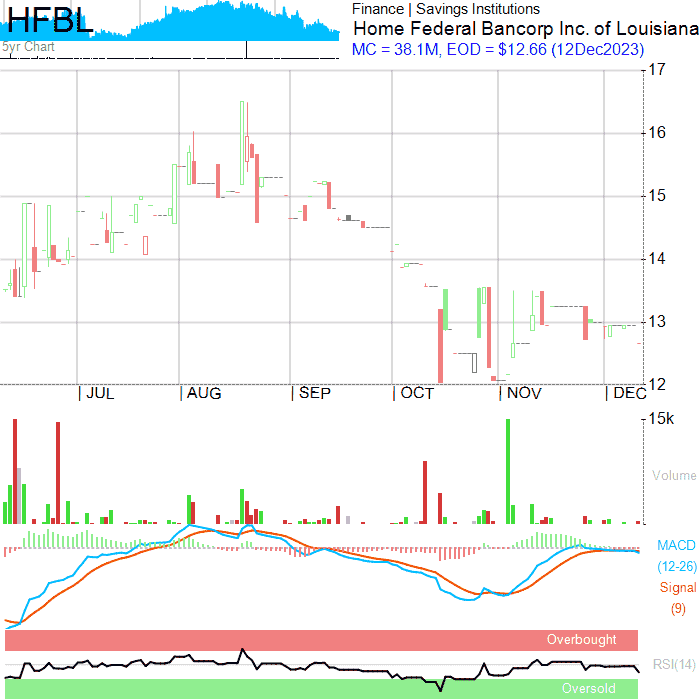 HFBL
5yr Chart
Finance | Savings Institutions
Home Federal Bancorp Inc. of Louisiana
MC = 38.1M, EOD = $12.66 (12Dec2023)
17
16
15
14
13
12
| JUL
| AUG
| SEP
| OCT
| NOV
| DEC
15k
Volume
MACD
(12-26)
Signal
(9)
Overbought
RSI(14)
Oversold